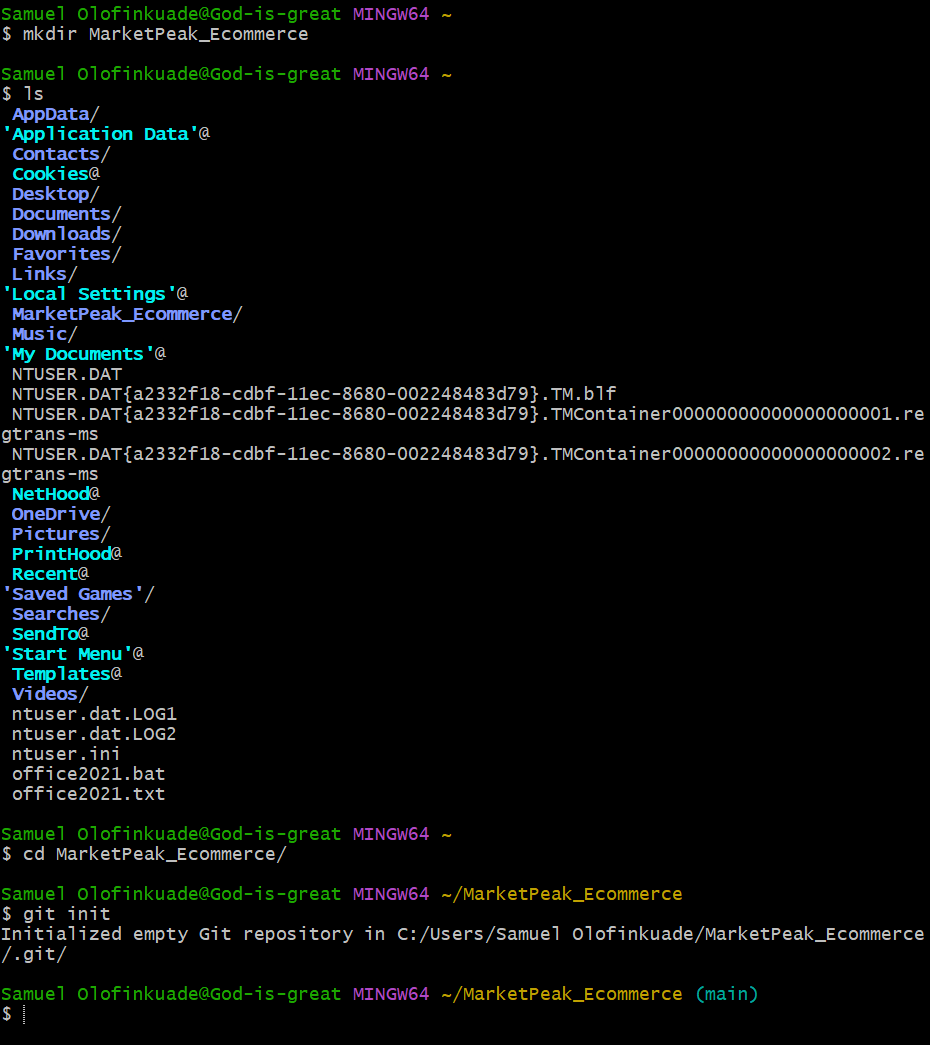 Samuel Olofinkuade@God-is-great MINGW64 ~
$ mkdir MarketPeak_Ecommerce
Samuel Olofinkuade@God-is-great MINGW64 ~
$ ls
AppData/
'Application Data'@
Contacts/
Cookies@
Desktop/
Documents/
Downloads/
Favorites/
Links/
'Local Settings'@
MarketPeak_Ecommerce/
Music/
'My Documents'@
NTUSER.DAT
NTUSER.DAT{a2332f18-cdbf-11ec-8680-002248483d79}.TM.blf
NTUSER.DAT{a2332f18-cdbf-11ec-8680-002248483d79}.TMContainer00000000000000000001.re
gtrans-ms
NTUSER.DAT{a2332f18-cdbf-11ec-8680-002248483d79}.TMContainer00000000000000000002.re
gtrans-ms
NetHood@
OneDrive/
Pictures/
PrintHood@
Recent@
'Saved Games'/
Searches/
SendTo@
'Start Menu'@
Templates@
Videos/
ntuser.dat.LOG1
ntuser.dat.LOG2
ntuser.ini
office2021.bat
office2021.txt
Samuel Olofinkuade@God-is-great MINGW64 ~
$ cd MarketPeak_Ecommerce/
Samuel Olofinkuade@God-is-great MINGW64 ~/MarketPeak_Ecommerce
$ git init
Initialized empty Git repository in C:/Users/Samuel Olofinkuade/MarketPeak_Ecommerce
/.git/
Samuel Olofinkuade@God-is-great MINGW64 ~/MarketPeak_Ecommerce (main)
$